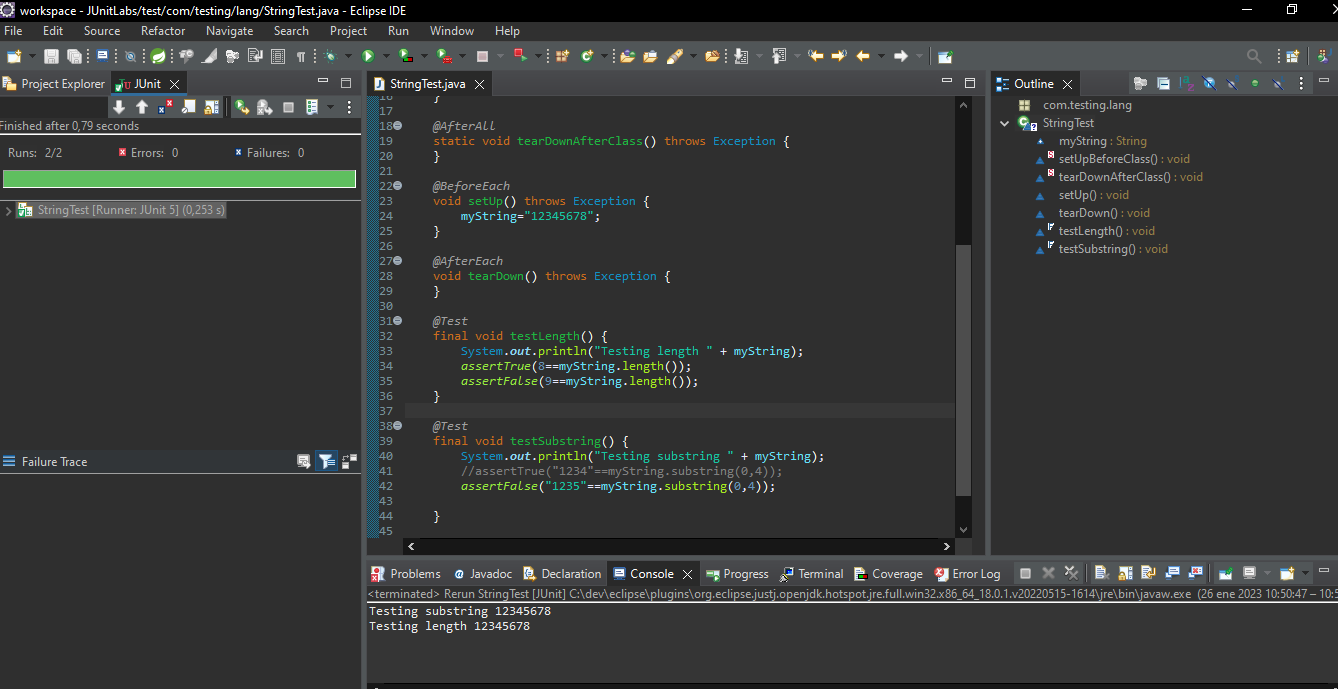 workspace - JUnitLabs/test/com/testing/lang/StringTest.java - Eclipse IDE
File Edit Source Refactor Navigate Search Project Run Window Help
Project Explorer JUnit
Finished after 0,79 seconds
Runs: 2/2 Errors: 0 Failures: 0
StringTest [Runner: JUnit 5] (0,253 s)
Failure Trace
StringTest.java
16 }
17
18 @AfterAll
19 static void tearDownAfterClass() throws Exception {
20 }
21
22 @BeforeEach
23 void setUp() throws Exception {
24 myString="12345678";
25 }
26
27 @AfterEach
28 void tearDown() throws Exception {
29 }
30
31 @Test
32 final void testLength() {
33 System.out.println("Testing length " + myString);
34 assertTrue(8==myString.length());
35 assertFalse(9==myString.length());
36 }
37
38 @Test
39 final void testSubstring() {
40 System.out.println("Testing substring " + myString);
41 //assertTrue("1234"==myString.substring(0,4));
42 assertFalse("1235"==myString.substring(0,4));
43
44 }
45
Outline
com.testing.lang
StringTest
myString : String
setUpBeforeClass() : void
tearDownAfterClass() : void
setUp() : void
tearDown() : void
testLength() : void
testSubstring() : void
Problems Javadoc Declaration Console Progress Terminal Coverage Error Log
<terminated> Rerun StringTest [JUnit] C:\dev\eclipse\plugins\org.eclipse.justj.openjdk.hotspot.jre.full.win32.x86_64_18.0.1.v20220515-1614\jre\bin\javaw.exe (26 ene 2023 10:50:47 – 10:5
Testing substring 12345678
Testing length 12345678